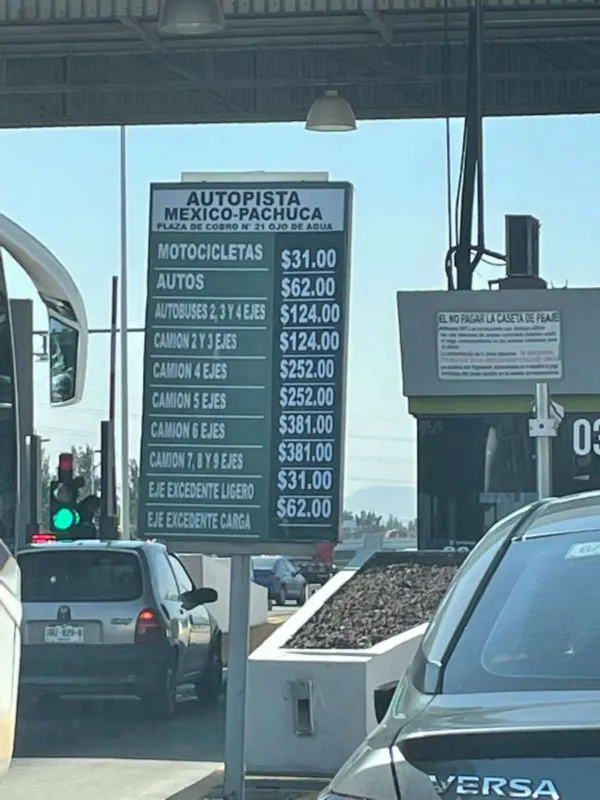 AUTOPISTA
MEXICO-PACHUCA
PLAZA DE COBRO N° 21 OJO DE AGUA
MOTOCICLETAS $31.00
AUTOS $62.00
AUTOBUSES 2, 3 Y 4 EJES $124.00
CAMION 2 Y 3 EJES $124.00
CAMION 4 EJES $252.00
CAMION 5 EJES $252.00
CAMION 6 EJES $381.00
CAMION 7, 8 Y 9 EJES $381.00
EJE EXCEDENTE LIGERO $31.00
EJE EXCEDENTE CARGA $62.00
EL NO PAGAR LA CASETA DE PEAJE
03
VERSA